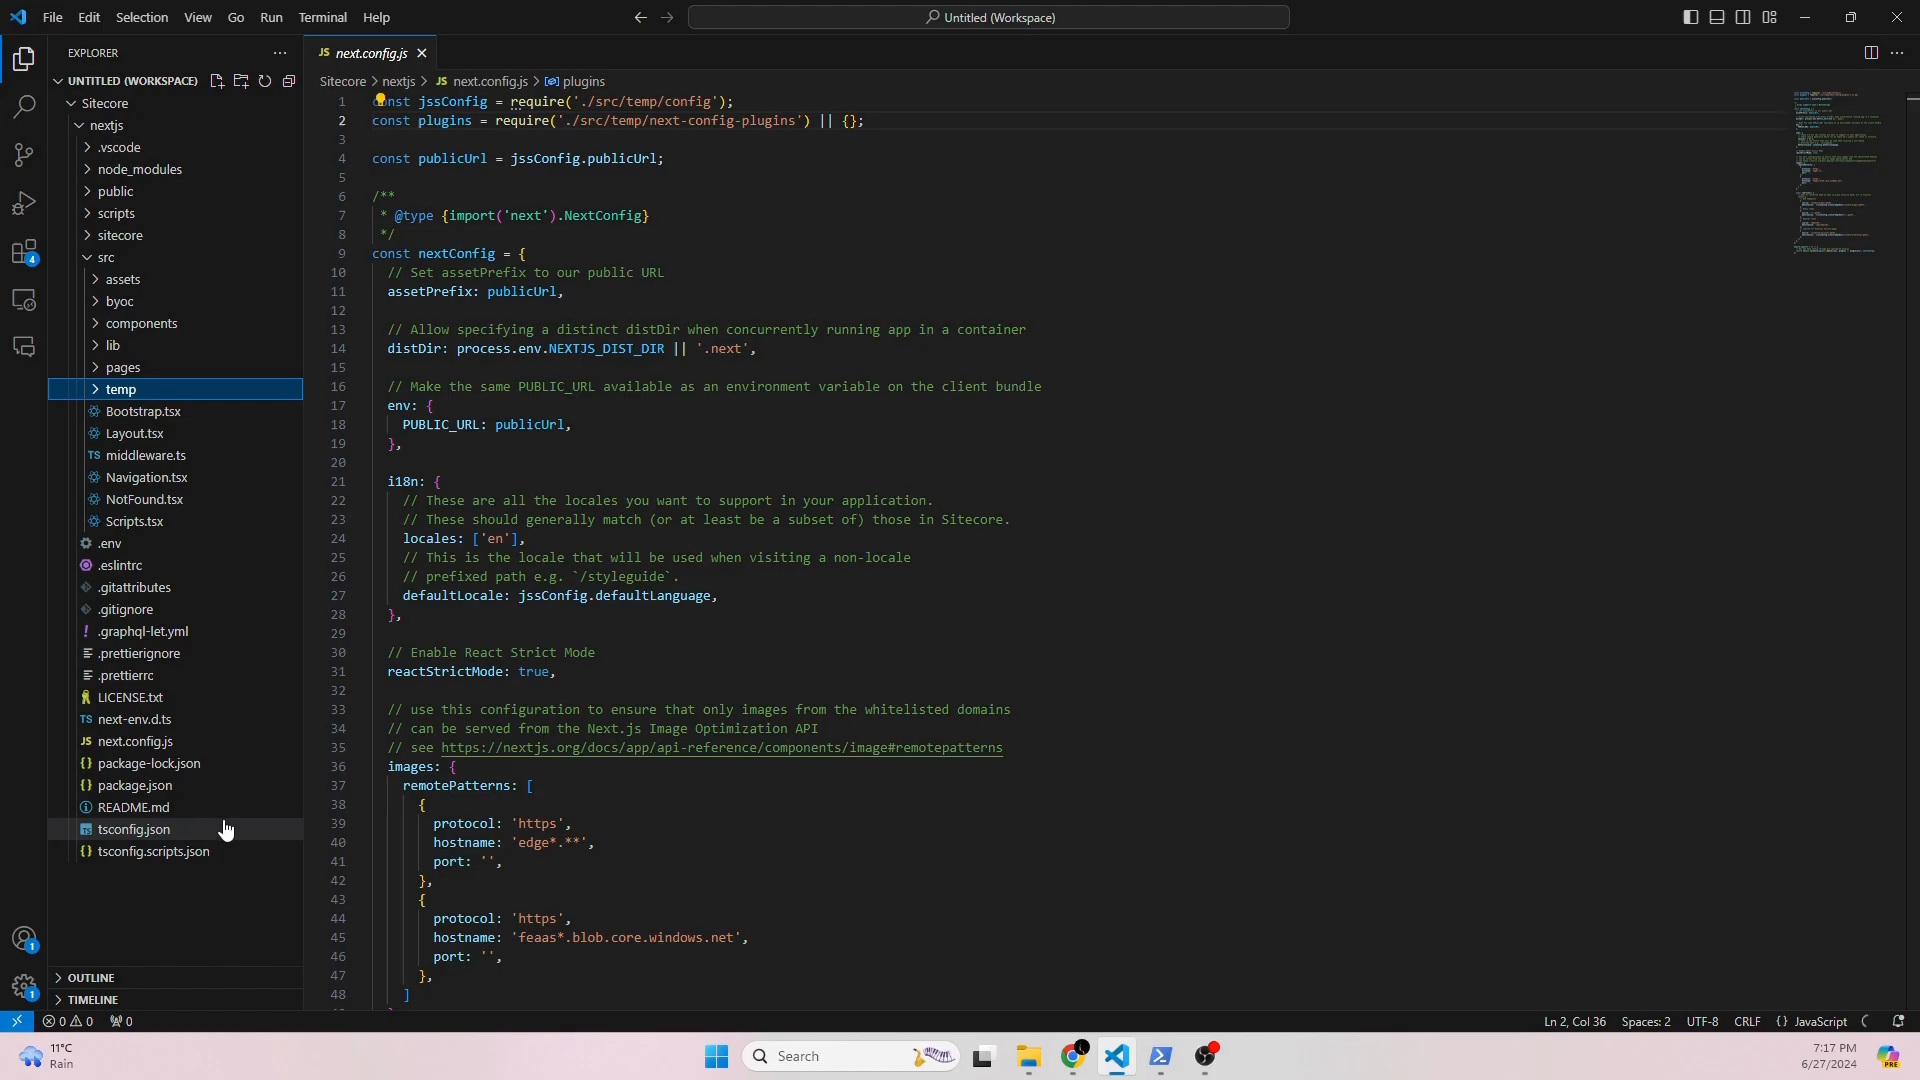 File Edit Selection View Go Run Terminal Help
Untitled (Workspace)
EXPLORER
JS next.config.js
UNTITLED (WORKSPACE)
Sitecore
nextjs
.vscode
node_modules
public
scripts
sitecore
src
assets
byoc
components
lib
pages
temp
Bootstrap.tsx
Layout.tsx
TS middleware.ts
Navigation.tsx
NotFound.tsx
Scripts.tsx
.env
.eslintrc
.gitattributes
.gitignore
! .graphql-let.yml
.prettierignore
.prettierrc
LICENSE.txt
TS next-env.d.ts
JS next.config.js
{} package-lock.json
{} package.json
README.md
TS tsconfig.json
{} tsconfig.scripts.json
OUTLINE
TIMELINE
4
1
1
Sitecore > nextjs > JS next.config.js > plugins
1 const jssConfig = require('./src/temp/config');
2 const plugins = require('./src/temp/next-config-plugins') || {};
3
4 const publicUrl = jssConfig.publicUrl;
5
6 /**
7 * @type {import('next').NextConfig}
8 */
9 const nextConfig = {
10 // Set assetPrefix to our public URL
11 assetPrefix: publicUrl,
12
13 // Allow specifying a distinct distDir when concurrently running app in a container
14 distDir: process.env.NEXTJS_DIST_DIR || '.next',
15
16 // Make the same PUBLIC_URL available as an environment variable on the client bundle
17 env: {
18 PUBLIC_URL: publicUrl,
19 },
20
21 i18n: {
22 // These are all the locales you want to support in your application.
23 // These should generally match (or at least be a subset of) those in Sitecore.
24 locales: ['en'],
25 // This is the locale that will be used when visiting a non-locale
26 // prefixed path e.g. `/styleguide`.
27 defaultLocale: jssConfig.defaultLanguage,
28 },
29
30 // Enable React Strict Mode
31 reactStrictMode: true,
32
33 // use this configuration to ensure that only images from the whitelisted domains
34 // can be served from the Next.js Image Optimization API
35 // see https://nextjs.org/docs/app/api-reference/components/image#remotepatterns
36 images: {
37 remotePatterns: [
38 {
39 protocol: 'https',
40 hostname: 'edge*.**',
41 port: '',
42 },
43 {
44 protocol: 'https',
45 hostname: 'feaas*.blob.core.windows.net',
46 port: '',
47 },
48 ]
0 0 0
Ln 2, Col 36 Spaces: 2 UTF-8 CRLF {} JavaScript
11°C
Rain
Search
7:17 PM
6/27/2024
PRE